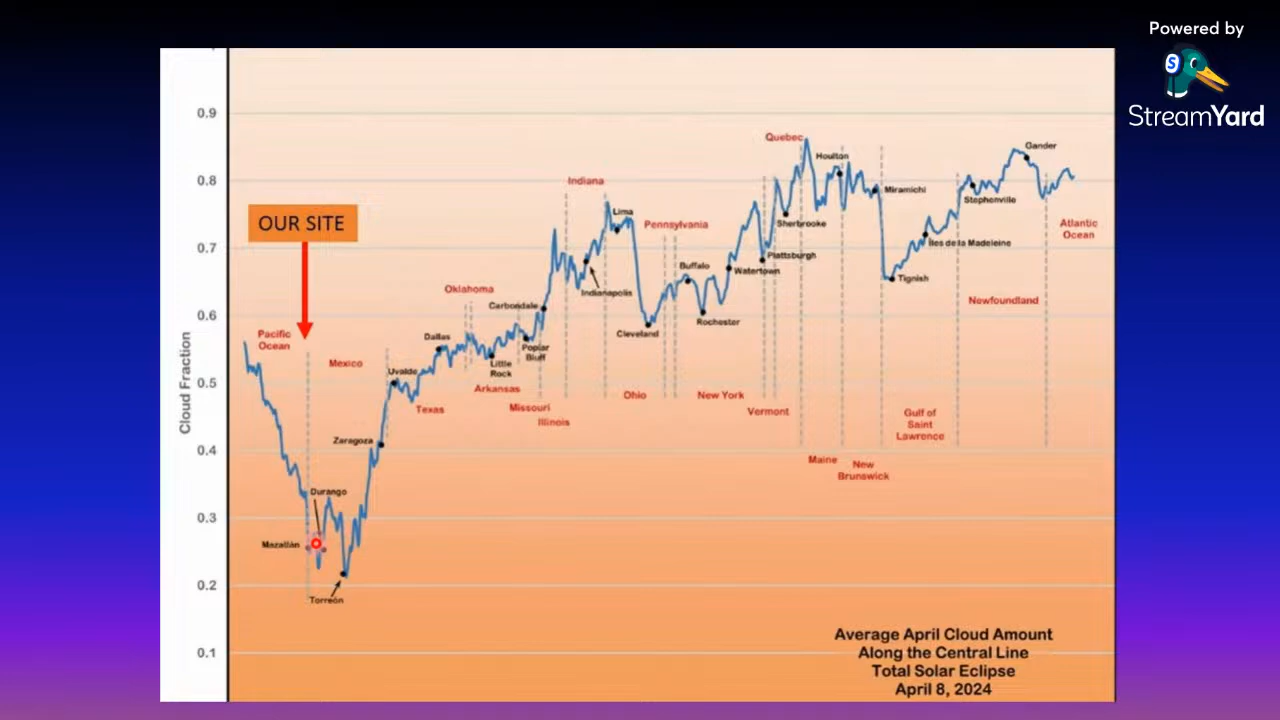 Powered by
StreamYard
0.9
0.8
0.7
0.6
0.5
0.4
0.3
0.2
0.1
Cloud Fraction
OUR SITE
Pacific
Ocean
Mexico
Mazatlán
Durango
Torreón
Zaragoza
Uvalde
Texas
Dallas
Oklahoma
Little
Rock
Arkansas
Carbondale
Poplar
Bluff
Missouri
Illinois
Indiana
Indianapolis
Lima
Ohio
Cleveland
Pennsylvania
Buffalo
Rochester
New York
Watertown
Plattsburgh
Vermont
Quebec
Sherbrooke
Houlton
Maine
New
Brunswick
Miramichi
Tignish
Gulf of
Saint
Lawrence
Îles de la Madeleine
Stephenville
Newfoundland
Gander
Atlantic
Ocean
Average April Cloud Amount
Along the Central Line
Total Solar Eclipse
April 8, 2024